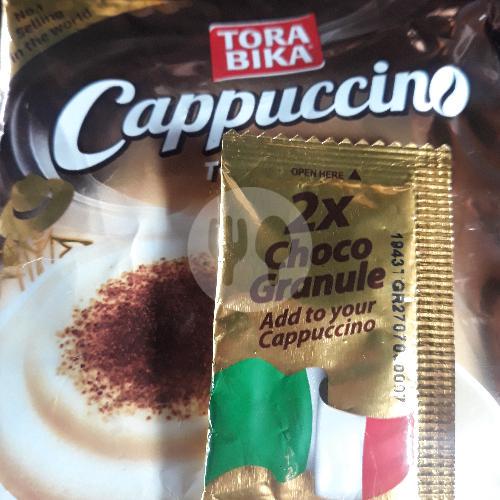 No.1
Selling
in the world
TORA
BIKA
Cappuccino
OPEN HERE
2x
Choco
Granule
Add to your
Cappuccino